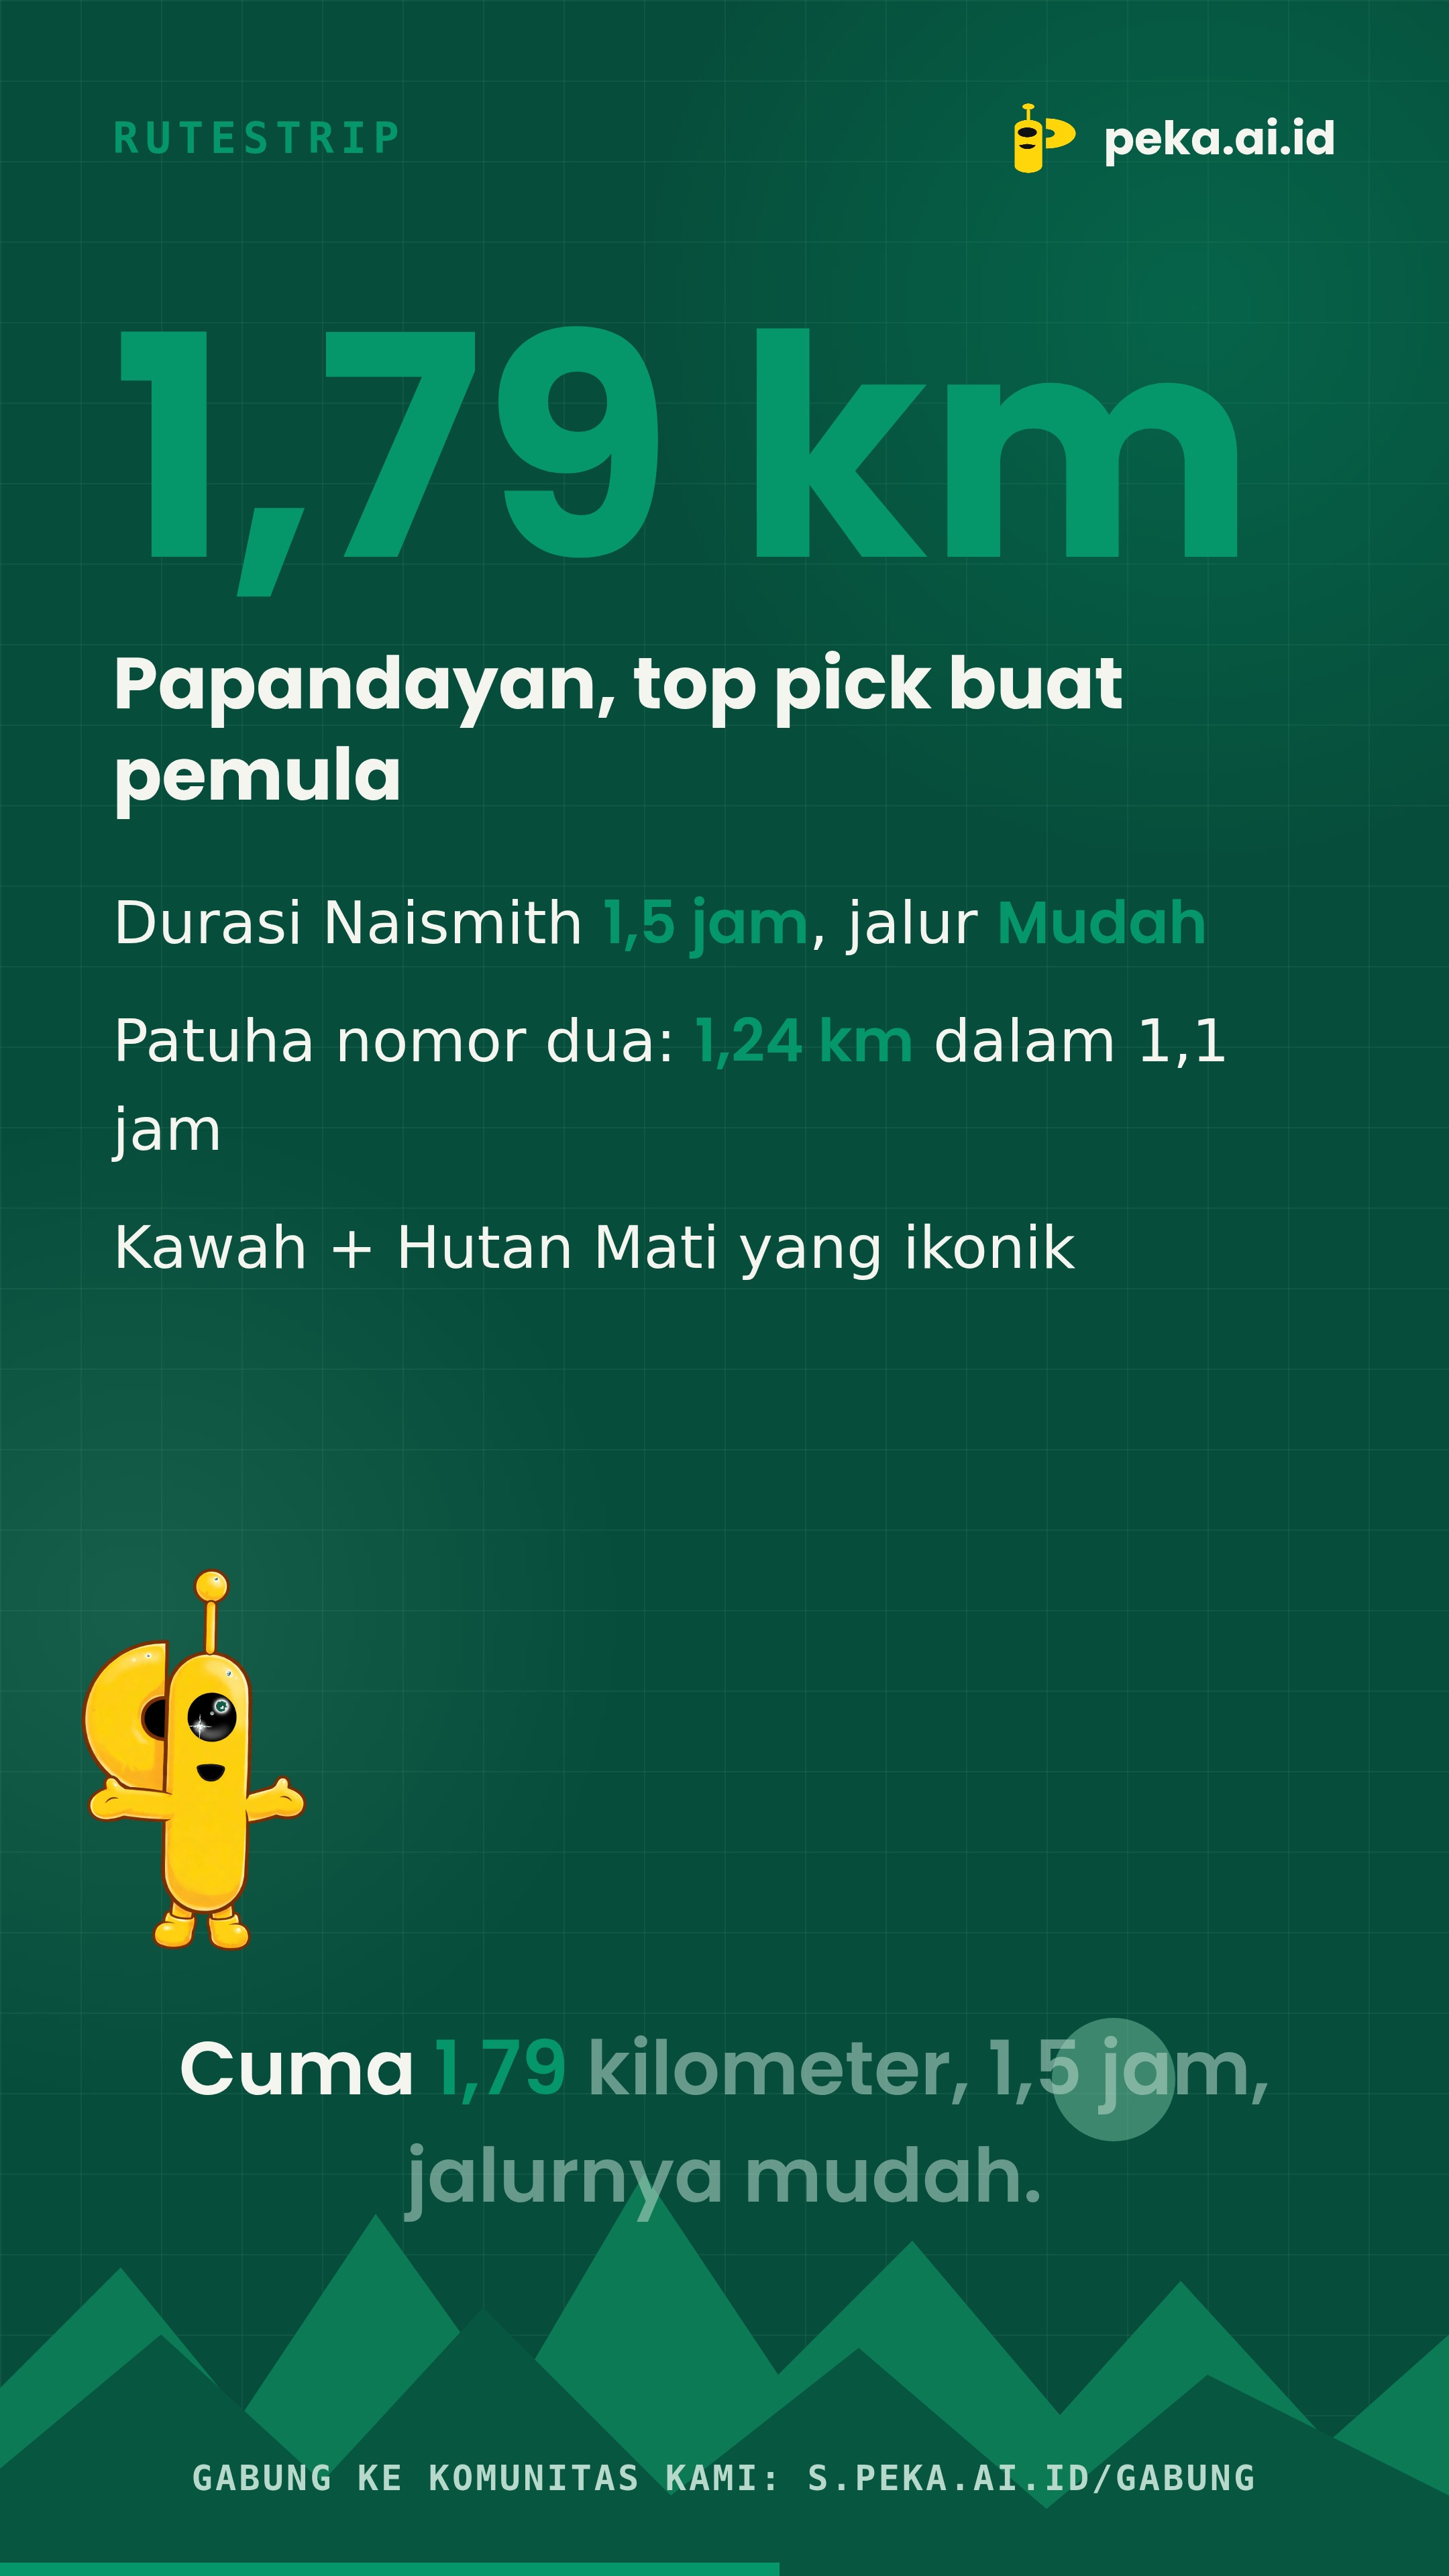 RUTESTRIP
peka.ai.id
1,79 km
Papandayan, top pick buat
pemula
Durasi Naismith 1,5 jam, jalur Mudah
Patuha nomor dua: 1,24 km dalam 1,1
jam
Kawah + Hutan Mati yang ikonik
Cuma 1,79 kilometer, 1,5 jam,
jalurnya mudah.
GABUNG KE KOMUNITAS KAMI: S.PEKA.AI.ID/GABUNG